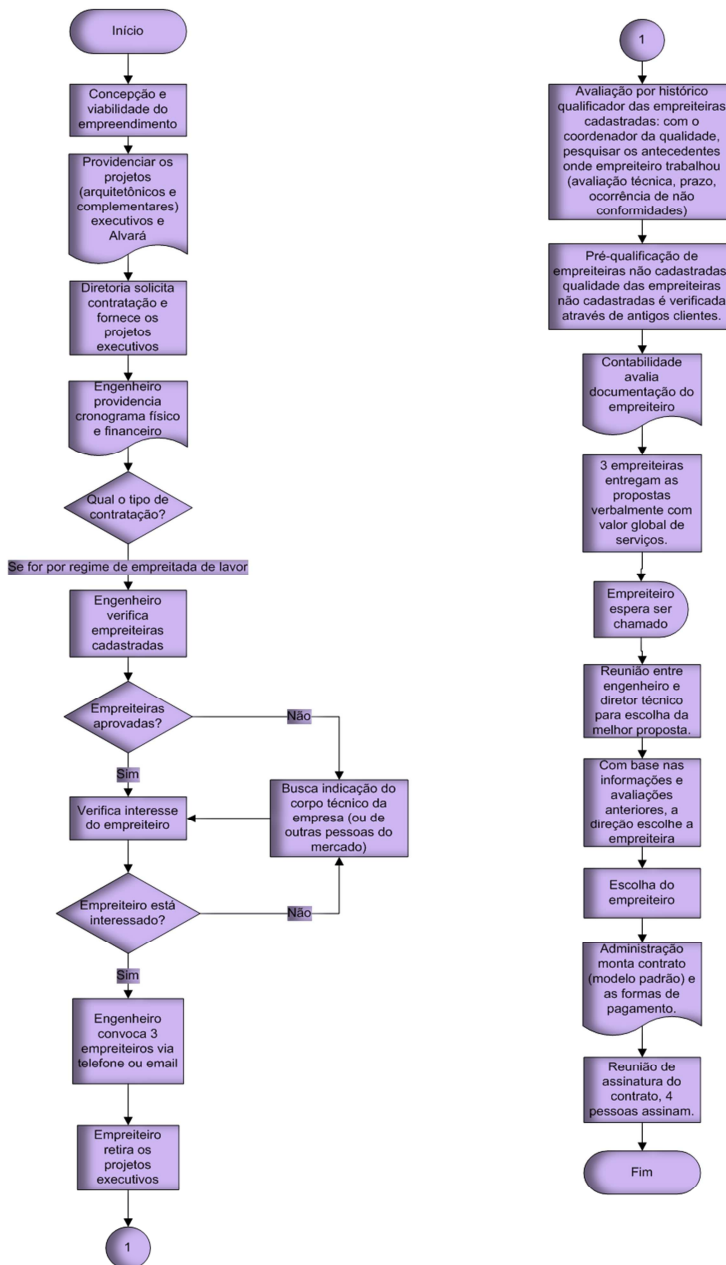 Início
Concepção e
viabilidade do
empreendimento
Providenciar os
projetos
(arquitetônicos e
complementares)
executivos e
Alvará
Diretoria solicita
contratação e
fornece os
projetos
executivos
Engenheiro
providencia
cronograma físico
e financeiro
Qual o tipo de
contratação?
Se for por regime de empreitada de lavor
Engenheiro
verifica
empreiteiras
cadastradas
Empreiteiras
aprovadas?
Não
Sim
Busca indicação do
corpo técnico da
empresa (ou de
outras pessoas do
mercado)
Verifica interesse
do empreiteiro
Empreiteiro está
interessado?
Não
Sim
Engenheiro
convoca 3
empreiteiros via
telefone ou email
Empreiteiro
retira os
projetos
executivos
1
1
Avaliação por histórico
qualificador das empreiteiras
cadastradas: com o
coordenador da qualidade,
pesquisar os antecedentes
onde empreiteiro trabalhou
(avaliação técnica, prazo,
ocorrência de não
conformidades)
Pré-qualificação de
empreiteiras não cadastradas
qualidade das empreiteiras
não cadastradas é verificada
através de antigos clientes.
Contabilidade
avalia
documentação do
empreiteiro
3 empreiteiras
entregam as
propostas
verbalmente com
valor global de
serviços.
Empreiteiro
espera ser
chamado
Reunião entre
engenheiro e
diretor técnico
para escolha da
melhor proposta.
Com base nas
informações e
avaliações
anteriores, a
direção escolhe a
empreiteira
Escolha do
empreiteiro
Administração
monta contrato
(modelo padrão) e
as formas de
pagamento.
Reunião de
assinatura do
contrato, 4
pessoas assinam.
Fim